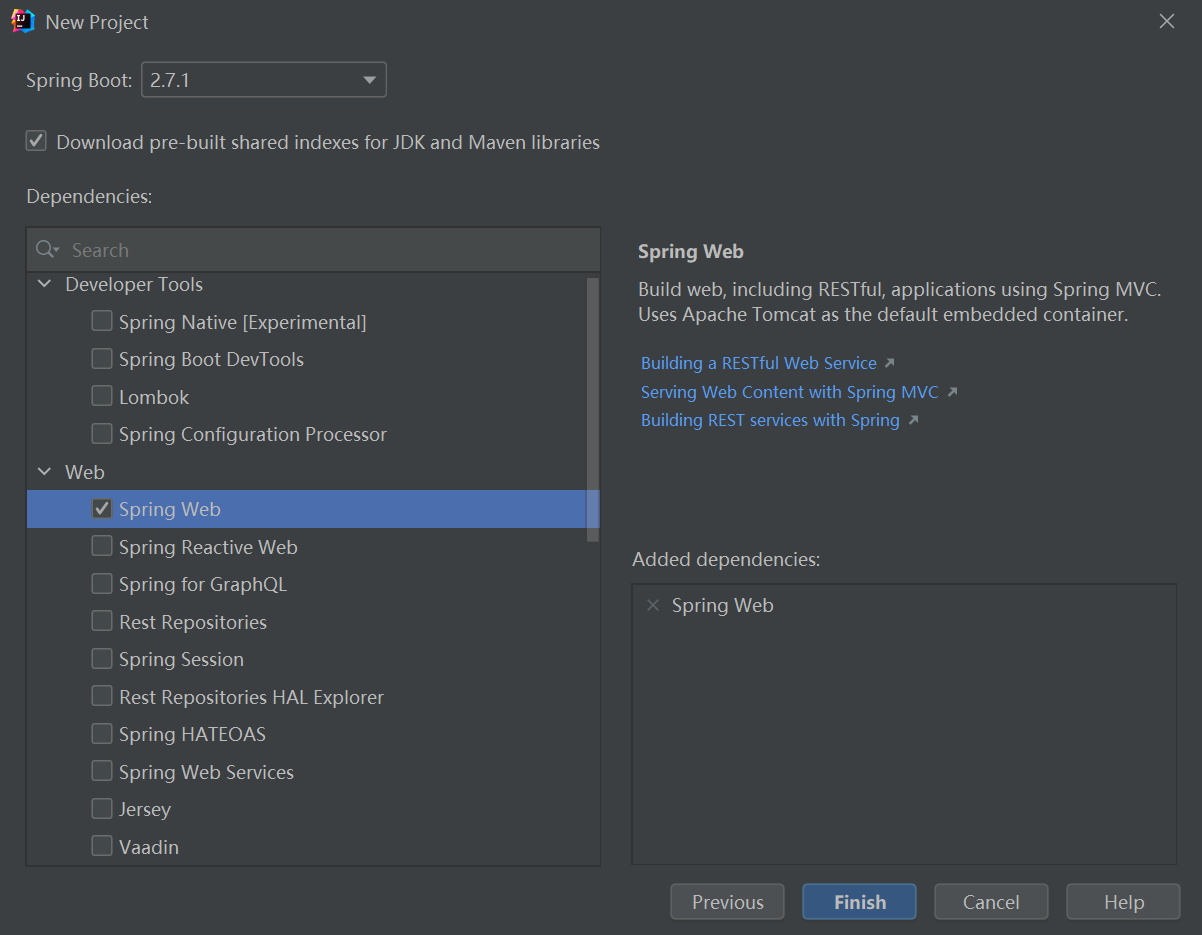 New Project
Spring Boot: 2.7.1
Download pre-built shared indexes for JDK and Maven libraries
Dependencies:
Search
Developer Tools
Spring Native [Experimental]
Spring Boot DevTools
Lombok
Spring Configuration Processor
Web
Spring Web
Spring Reactive Web
Spring for GraphQL
Rest Repositories
Spring Session
Rest Repositories HAL Explorer
Spring HATEOAS
Spring Web Services
Jersey
Vaadin
Spring Web
Build web, including RESTful, applications using Spring MVC.
Uses Apache Tomcat as the default embedded container.
Building a RESTful Web Service
Serving Web Content with Spring MVC
Building REST services with Spring
Added dependencies:
Spring Web
Previous Finish Cancel Help